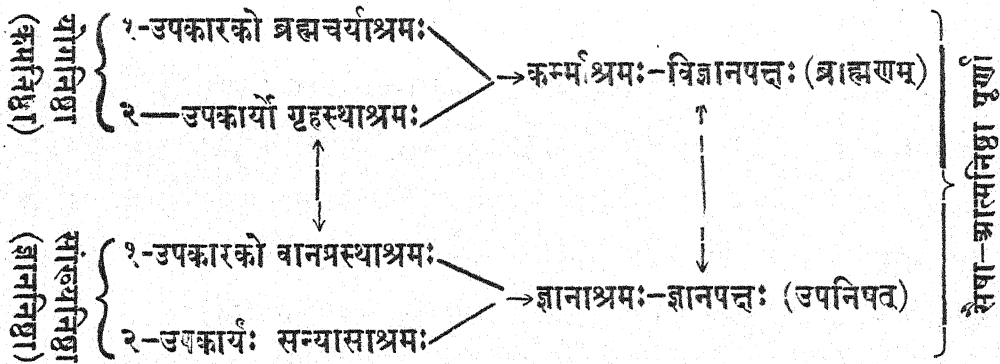 योगनिष्ठा
(कर्मनिष्ठा)
१-उपकारको ब्रह्मचर्याश्रमः
२—उपकार्यो गृहस्थाश्रमः
कर्म्माश्रमः-विज्ञानपक्षः (ब्राह्मणम्)
सांख्यनिष्ठा
(ज्ञाननिष्ठा)
१-उपकारको वानप्रस्थाश्रमः
२-उपकार्यः सन्यासाश्रमः
ज्ञानाश्रमः-ज्ञानपक्षः (उपनिषत्)
सैषा-आत्मनिष्ठा पूर्णा